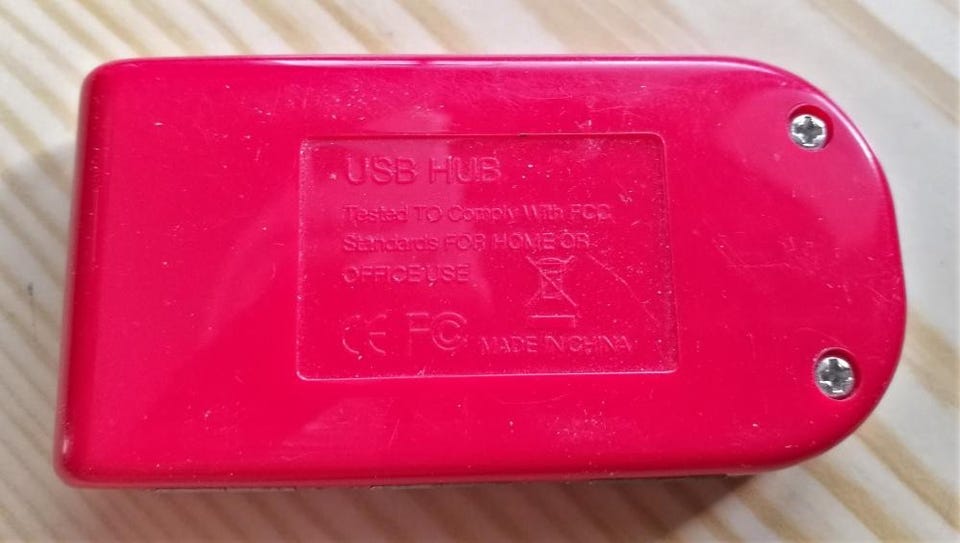 USB HUB
Tested TO Comply With FCC
Standards FOR HOME OR
OFFICE USE
CE FC MADE IN CHINA